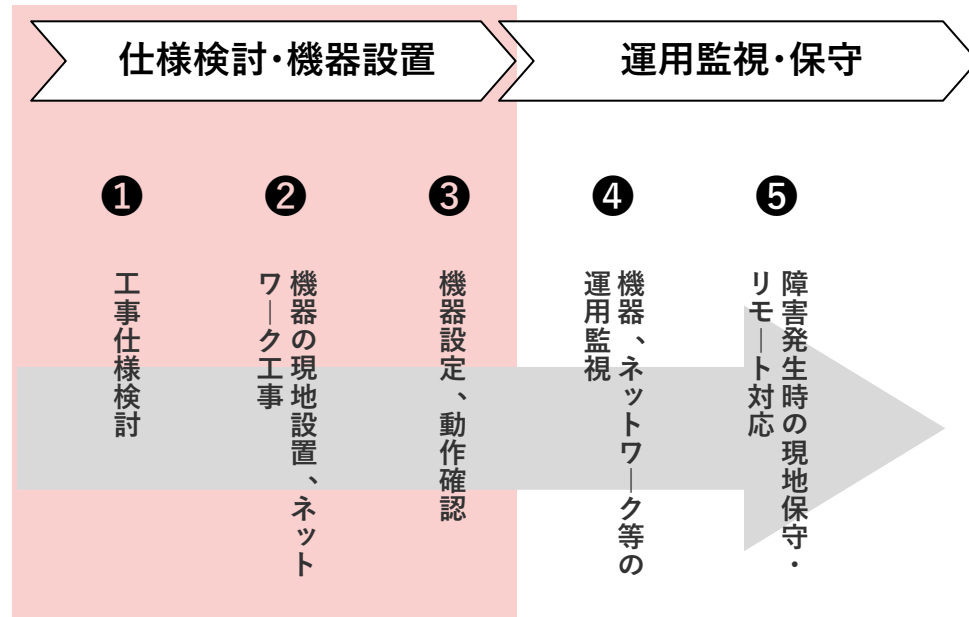 仕様検討・機器設置
運用監視・保守
❶
❷
❸
❹
❺
工事仕様検討
機器の現地設置、ネット
ワーク工事
機器設定、動作確認
機器、ネットワーク等の
運用監視
障害発生時の現地保守・
リモート対応